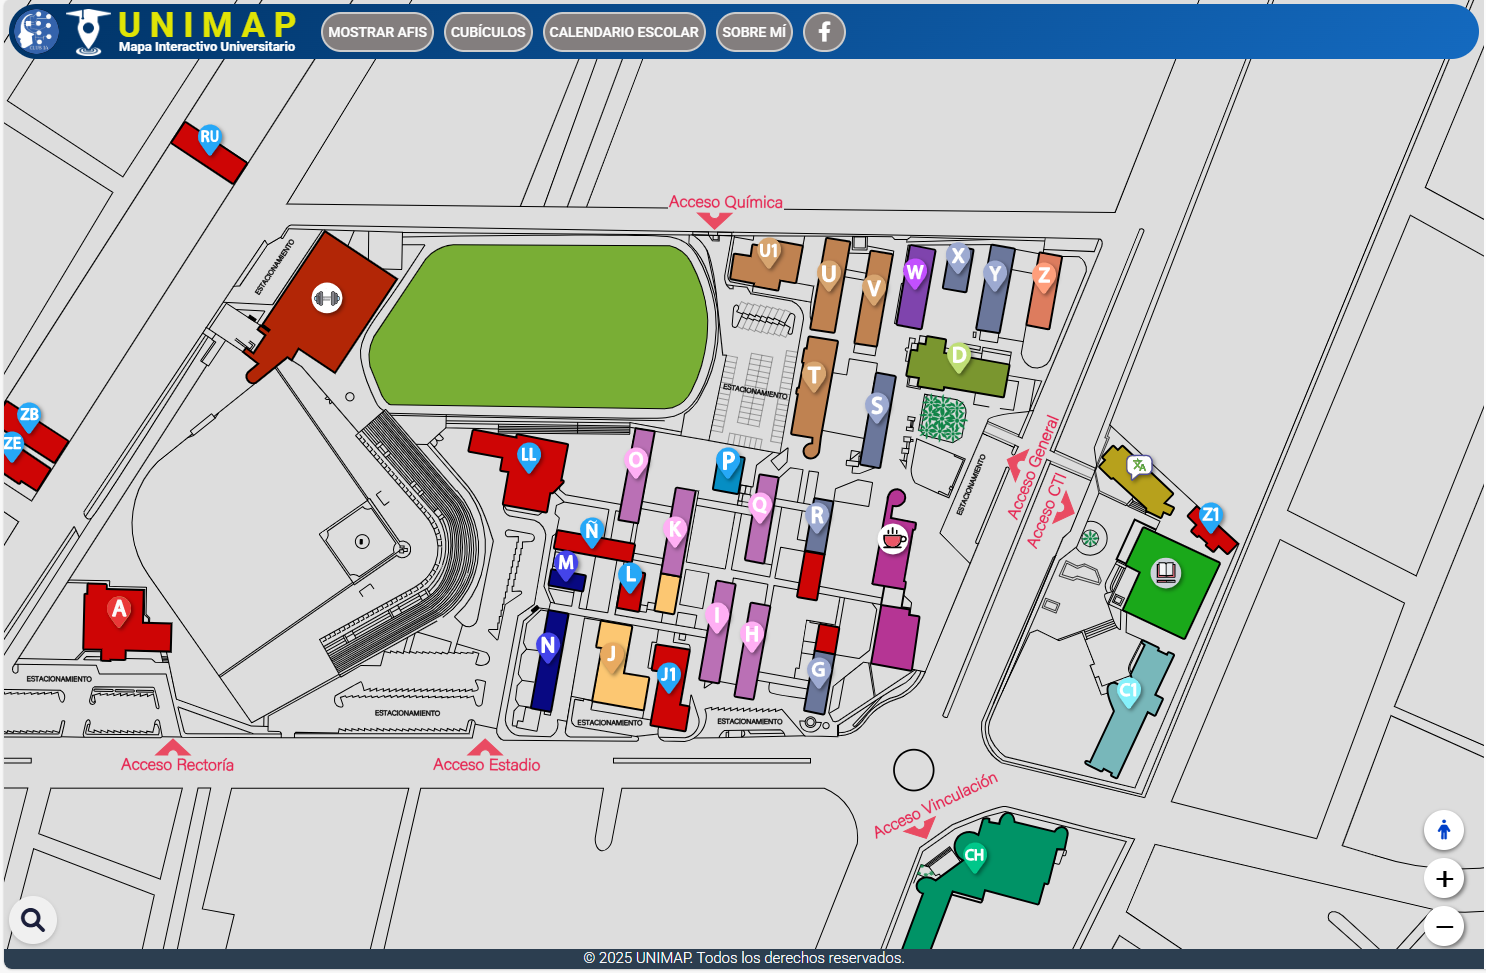 UNIMAP
Mapa Interactivo Universitario
MOSTRAR AFIS
CUBÍCULOS
CALENDARIO ESCOLAR
SOBRE MÍ
f
RU
Acceso Química
ESTACIONAMIENTO
U1
U
V
W
X
Y
Z
D
T
S
ESTACIONAMIENTO
ZB
ZE
LL
O
P
Q
R
K
Ñ
M
L
N
J
J1
I
H
G
A
ESTACIONAMIENTO
Acceso General
Acceso CTI
Z1
C1
ESTACIONAMIENTO
ESTACIONAMIENTO
ESTACIONAMIENTO
ESTACIONAMIENTO
Acceso Rectoría
Acceso Estadio
Acceso Vinculación
CH
+
−
© 2025 UNIMAP. Todos los derechos reservados.